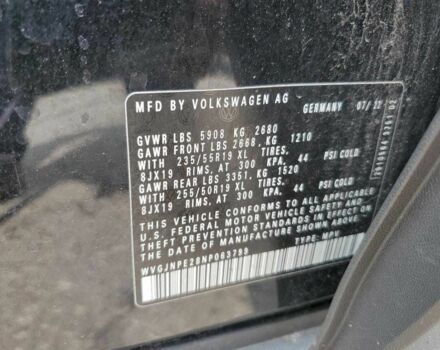 MFD BY VOLKSWAGEN AG GERMANY 07/22
GVWR LBS 5908 KG 2680
GAWR FRONT LBS 2668, KG 1210
235/55R19 XL TIRES,
8JX19 RIMS, AT 300 KPA, 44 PSI COLD
GAWR REAR LBS 3351, KG 1520
255/50R19 XL TIRES,
8JX19 RIMS, AT 300 KPA, 44 PSI COLD
THIS VEHICLE CONFORMS TO ALL APPLICABLE
U.S. FEDERAL MOTOR VEHICLE SAFETY AND
THEFT PREVENTION STANDARDS IN EFFECT ON
THE DATE OF MANUFACTURE SHOWN ABOVE.
TYPE
WVGJNPE20NP063799